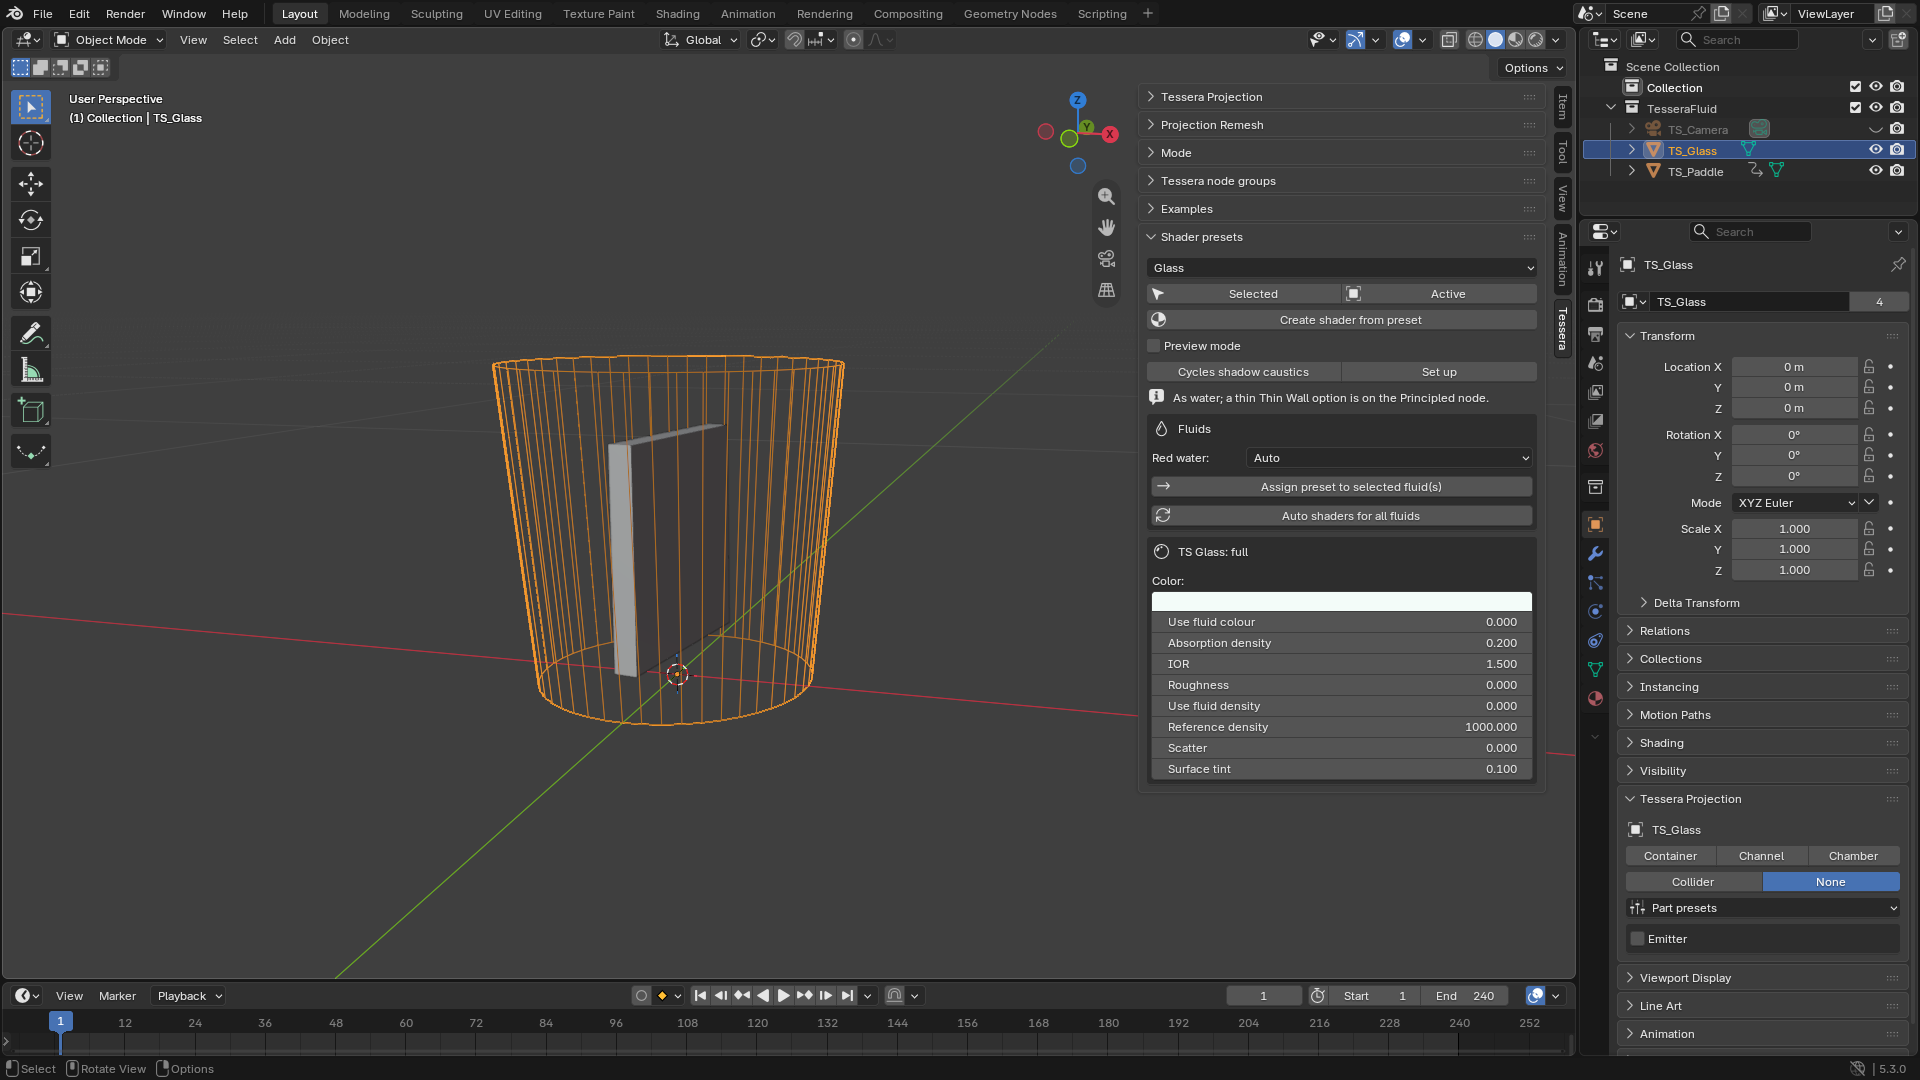 File Edit Render Window Help Layout Modeling Sculpting UV Editing Texture Paint Shading Animation Rendering Compositing Geometry Nodes Scripting Scene ViewLayer
Object Mode View Select Add Object Global Search
Options
User Perspective
(1) Collection | TS_Glass
Z
Y
X
Tessera Projection
Projection Remesh
Mode
Tessera node groups
Examples
Shader presets
Glass
Selected Active
Create shader from preset
Preview mode
Cycles shadow caustics Set up
As water; a thin Thin Wall option is on the Principled node.
Fluids
Red water: Auto
Assign preset to selected fluid(s)
Auto shaders for all fluids
TS Glass: full
Color:
Use fluid colour 0.000
Absorption density 0.200
IOR 1.500
Roughness 0.000
Use fluid density 0.000
Reference density 1000.000
Scatter 0.000
Surface tint 0.100
Item
Tool
View
Animation
Tessera
Scene Collection
Collection
TesseraFluid
TS_Camera
TS_Glass
TS_Paddle
Search
TS_Glass
TS_Glass 4
Transform
Location X 0 m
Y 0 m
Z 0 m
Rotation X 0°
Y 0°
Z 0°
Mode XYZ Euler
Scale X 1.000
Y 1.000
Z 1.000
Delta Transform
Relations
Collections
Instancing
Motion Paths
Shading
Visibility
Tessera Projection
TS_Glass
Container Channel Chamber
Collider None
Part presets
Emitter
Viewport Display
Line Art
Animation
View Marker Playback 1 Start 1 End 240
1 12 24 36 48 60 72 84 96 108 120 132 144 156 168 180 192 204 216 228 240 252
Select Rotate View Options 5.3.0